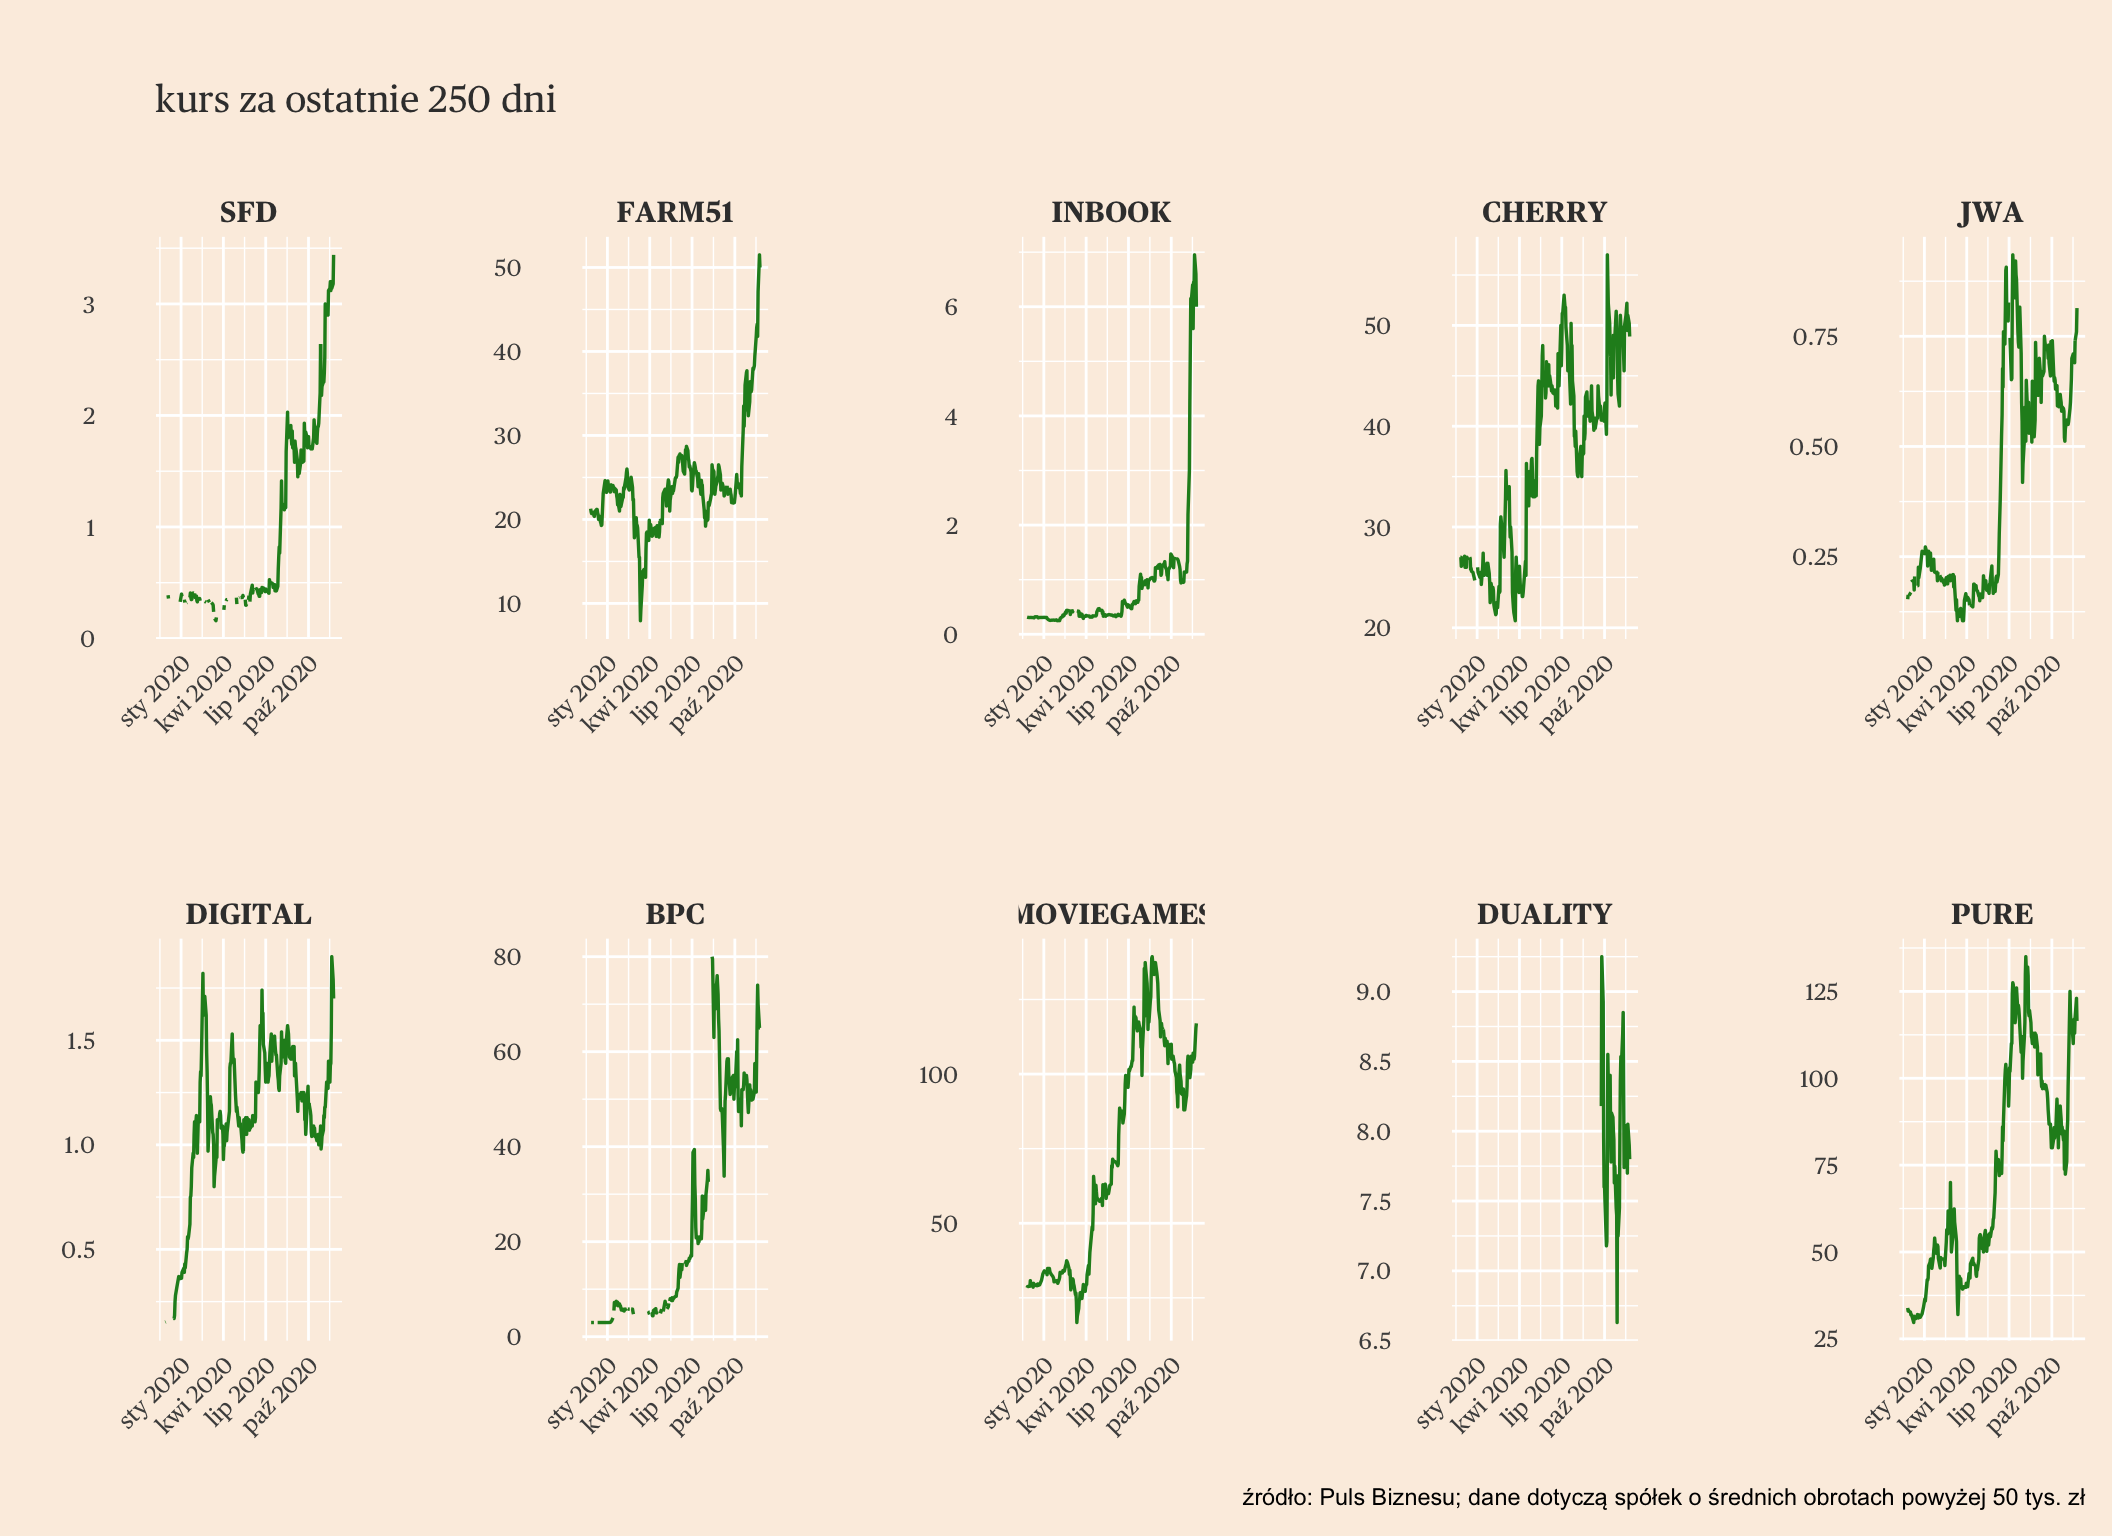 kurs za ostatnie 250 dni
SFD
FARM51
INBOOK
CHERRY
JWA
3
2
1
0
sty 2020
kwi 2020
lip 2020
paź 2020
50
40
30
20
10
sty 2020
kwi 2020
lip 2020
paź 2020
6
4
2
0
sty 2020
kwi 2020
lip 2020
paź 2020
50
40
30
20
sty 2020
kwi 2020
lip 2020
paź 2020
0.75
0.50
0.25
sty 2020
kwi 2020
lip 2020
paź 2020
DIGITAL
BPC
MOVIEGAMES
DUALITY
PURE
1.5
1.0
0.5
sty 2020
kwi 2020
lip 2020
paź 2020
80
60
40
20
0
sty 2020
kwi 2020
lip 2020
paź 2020
100
50
sty 2020
kwi 2020
lip 2020
paź 2020
9.0
8.5
8.0
7.5
7.0
6.5
sty 2020
kwi 2020
lip 2020
paź 2020
125
100
75
50
25
sty 2020
kwi 2020
lip 2020
paź 2020
źródło: Puls Biznesu; dane dotyczą spółek o średnich obrotach powyżej 50 tys. zł